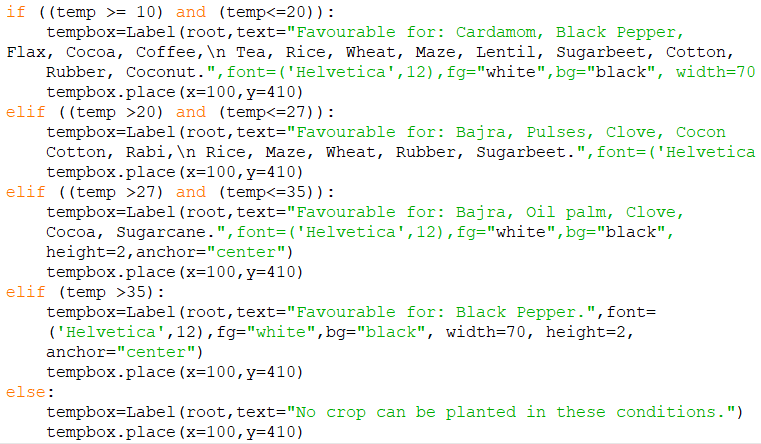 if ((temp >= 10) and (temp<=20)):
tempbox=Label(root,text="Favourable for: Cardamom, Black Pepper,
Flax, Cocoa, Coffee,\n Tea, Rice, Wheat, Maze, Lentil, Sugarbeet, Cotton,
Rubber, Coconut.",font=('Helvetica',12),fg="white",bg="black", width=70
tempbox.place(x=100,y=410)
elif ((temp >20) and (temp<=27)):
tempbox=Label(root,text="Favourable for: Bajra, Pulses, Clove, Cocon
Cotton, Rabi,\n Rice, Maze, Wheat, Rubber, Sugarbeet.",font=('Helvetica
tempbox.place(x=100,y=410)
elif ((temp >27) and (temp<=35)):
tempbox=Label(root,text="Favourable for: Bajra, Oil palm, Clove,
Cocoa, Sugarcane.",font=('Helvetica',12),fg="white",bg="black",
height=2,anchor="center")
tempbox.place(x=100,y=410)
elif (temp >35):
tempbox=Label(root,text="Favourable for: Black Pepper.",font=
('Helvetica',12),fg="white",bg="black", width=70, height=2,
anchor="center")
tempbox.place(x=100,y=410)
else:
tempbox=Label(root,text="No crop can be planted in these conditions.")
tempbox.place(x=100,y=410)